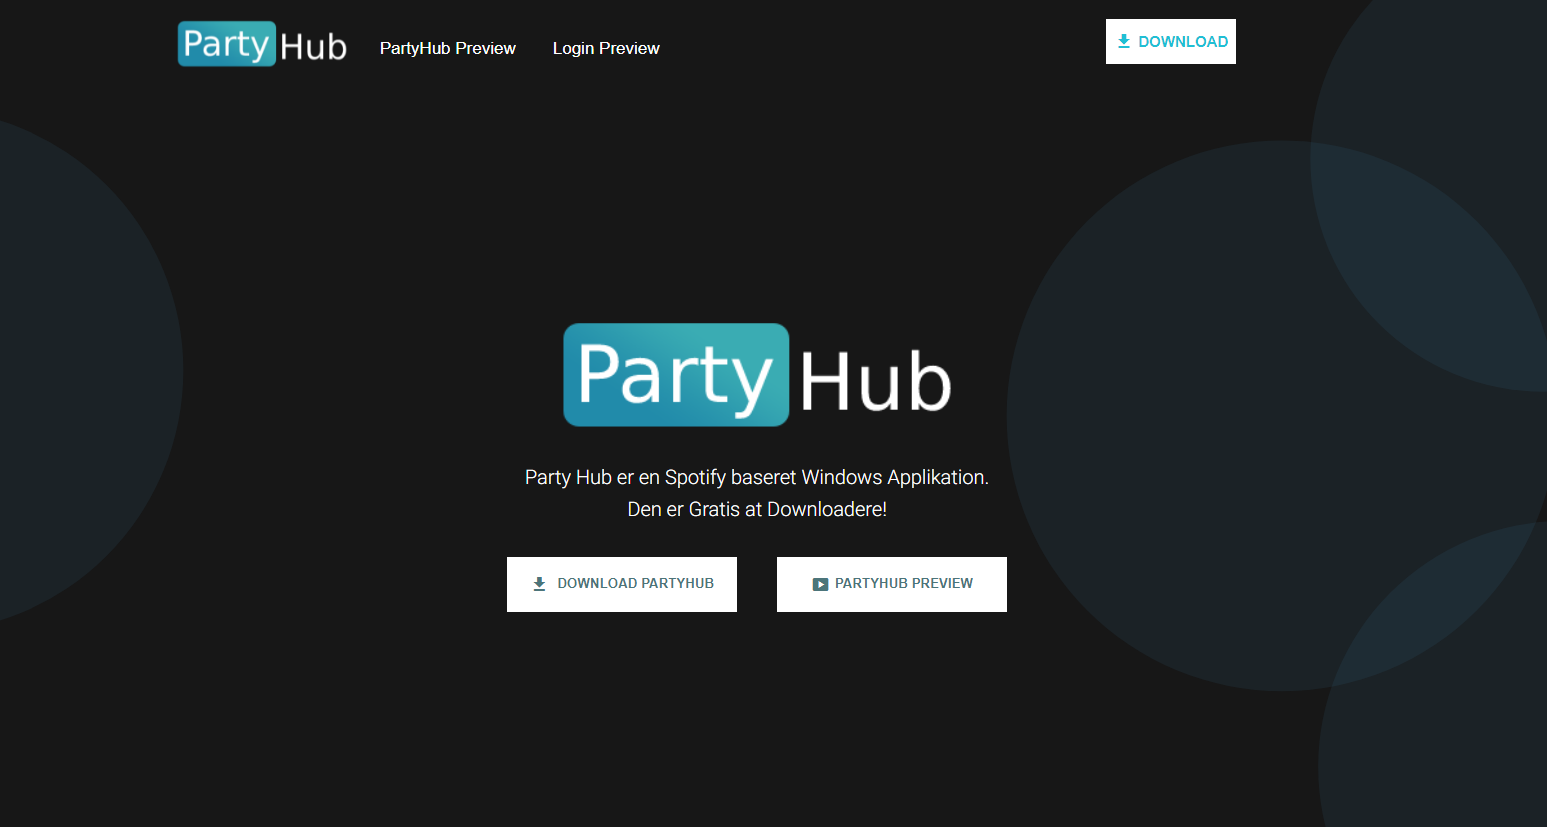 Party Hub
PartyHub Preview
Login Preview
DOWNLOAD
Party Hub
Party Hub er en Spotify baseret Windows Applikation.
Den er Gratis at Downloadere!
DOWNLOAD PARTYHUB
PARTYHUB PREVIEW